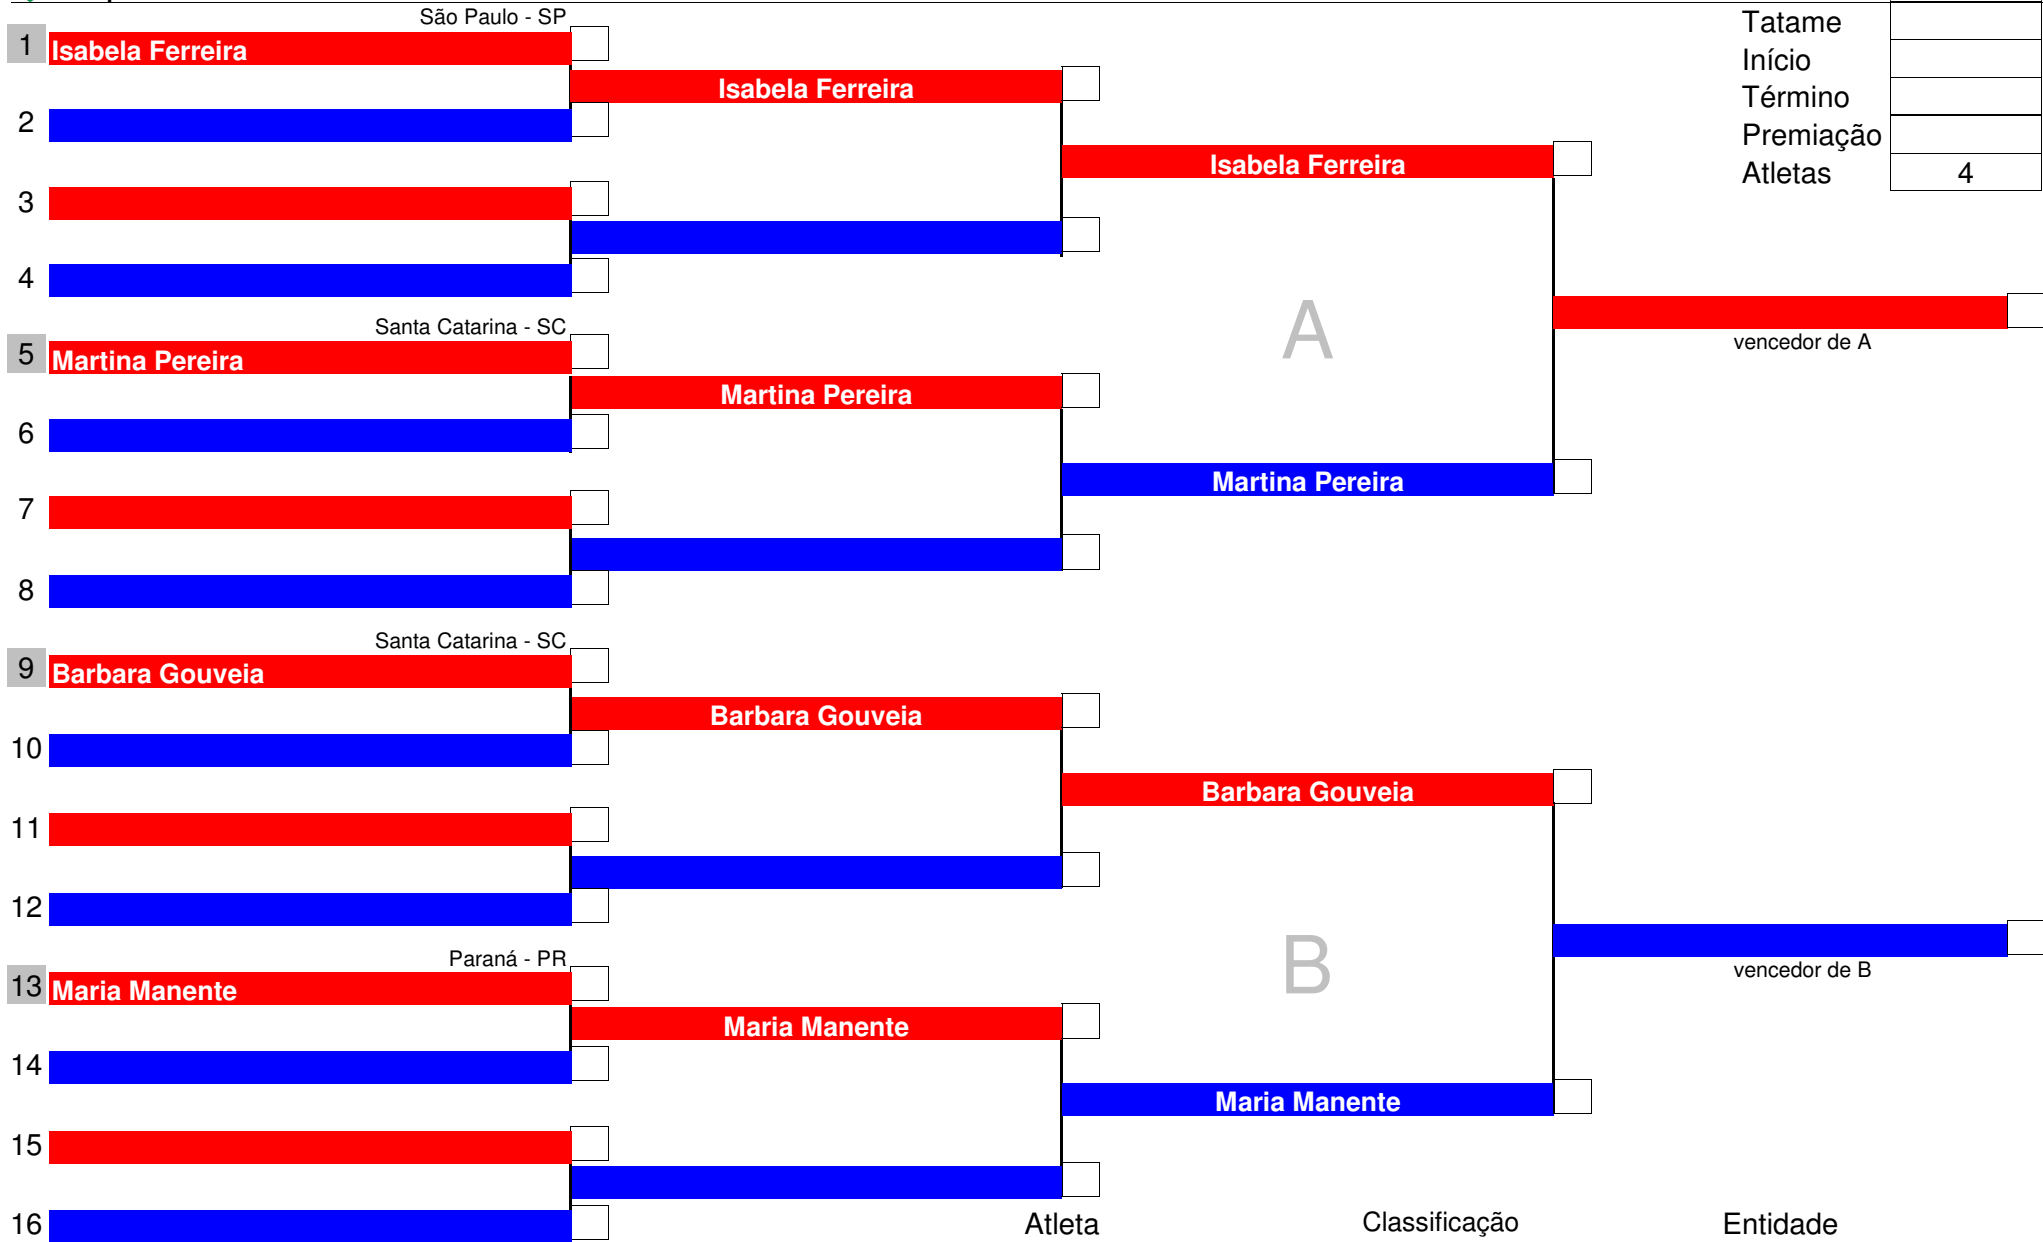 São Paulo - SP
Tatame
1 Isabela Ferreira
Início
Isabela Ferreira
Término
2
Premiação
Isabela Ferreira
Atletas 4
3
4
Santa Catarina - SC
A
vencedor de A
5 Martina Pereira
Martina Pereira
6
Martina Pereira
7
8
Santa Catarina - SC
9 Barbara Gouveia
Barbara Gouveia
10
Barbara Gouveia
11
12
Paraná - PR
B
vencedor de B
13 Maria Manente
Maria Manente
14
Maria Manente
15
16
Atleta Classificação Entidade